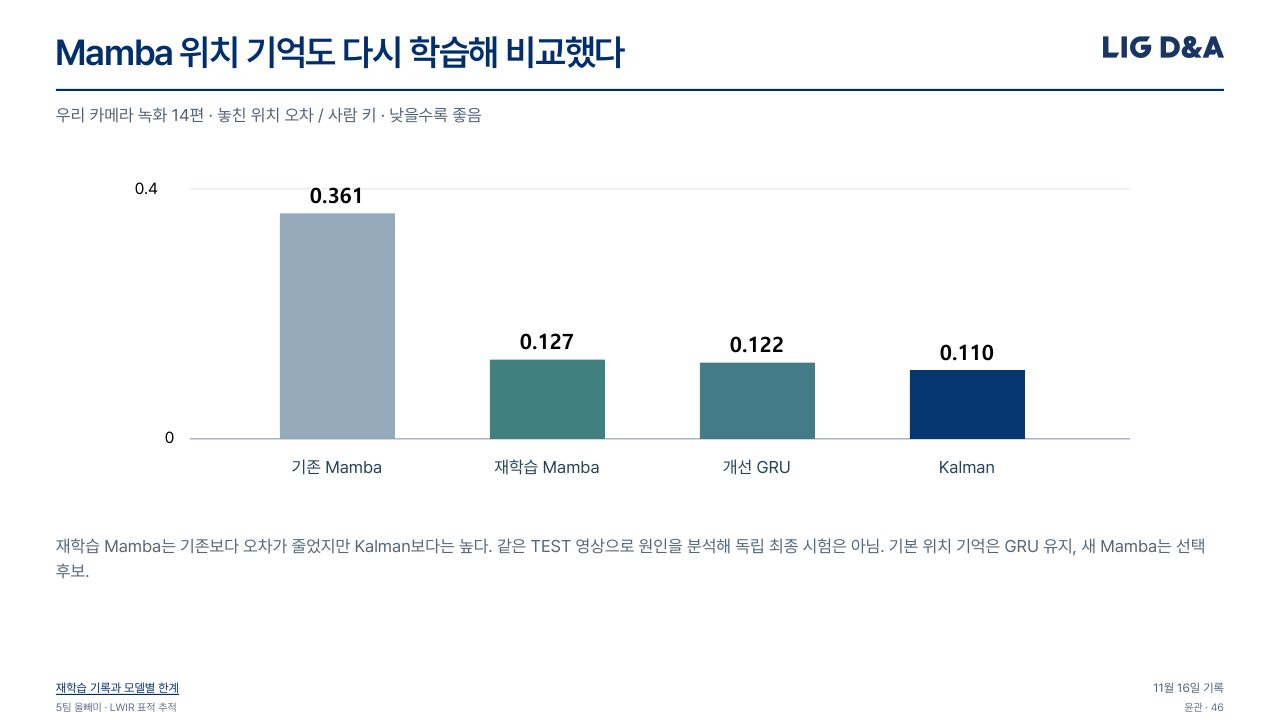 Mamba 위치 기억도 다시 학습해 비교했다
LIG D&A
우리 카메라 녹화 14편 · 놓친 위치 오차 / 사람 키 · 낮을수록 좋음
0.4
0.361
0.127
0.122
0.110
0
기존 Mamba
재학습 Mamba
개선 GRU
Kalman
재학습 Mamba는 기존보다 오차가 줄었지만 Kalman보다는 높다. 같은 TEST 영상으로 원인을 분석해 독립 최종 시험은 아님. 기본 위치 기억은 GRU 유지, 새 Mamba는 선택
후보.
재학습 기록과 모델별 한계
11월 16일 기록
5팀 올빼미 · LWIR 표적 추적
윤관 · 46